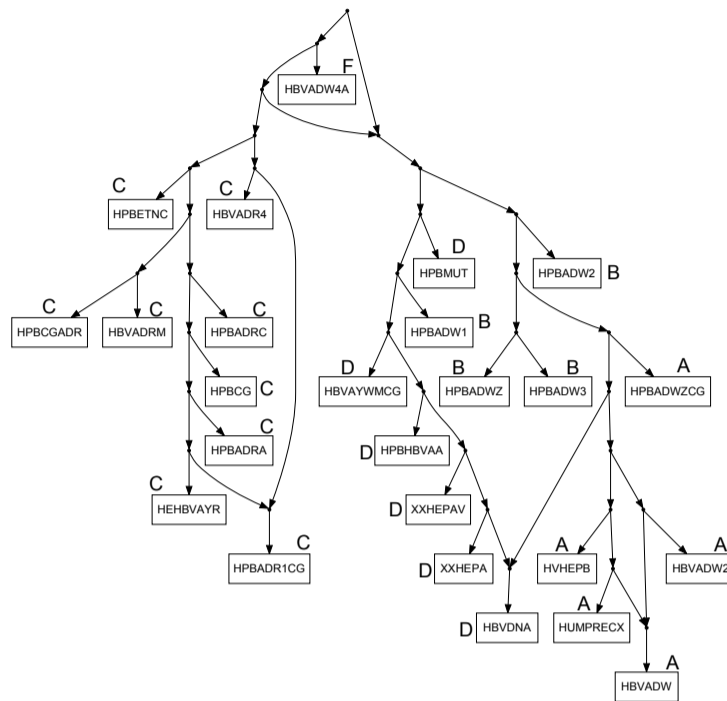 F
HBVADW4A
C
HPBETNC
C
HBVADR4
D
HPBMUT
HPBADW2 B
C
HPBCGADR
C
HBVADRM
C
HPBADRC
HPBADW1
B
HPBCG C
D
HBVAYWMCG
B
HPBADWZ
B
HPBADW3
A
HPBADWZCG
C
HPBADRA
D HPBHBVAA
C
HEHBVAYR
D XXHEPAV
C
HPBADR1CG
D XXHEPA
A
HVHEPB
A
HBVADW2
D HBVDNA
A
HUMPRECX
A
HBVADW